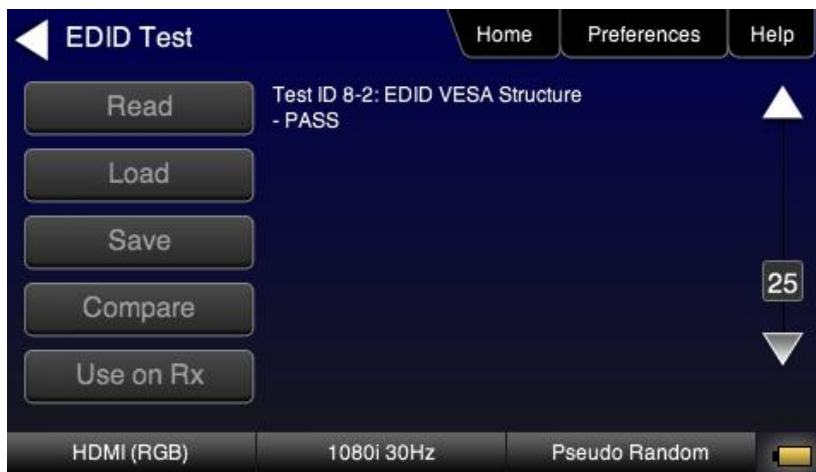 EDID Test
Home
Preferences
Help
Read
Load
Save
Compare
Use on Rx
Test ID 8-2: EDID VESA Structure
- PASS
25
HDMI (RGB)
1080i 30Hz
Pseudo Random